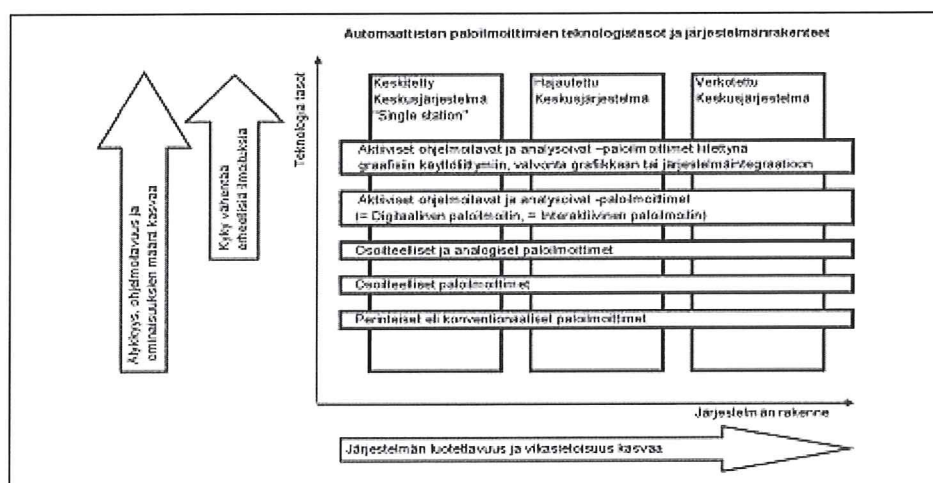 Automaattisten paloilmoittimien teknologiatasot ja järjestelmänrakenteet
Älykkyys, ohjelmoitavuus ja
ominaisuuksien määrä kasvaa
Kyky vähentää
erheellisiä ilmoituksia
Teknologia tasot
Keskitetty
Keskusjärjestelmä
"Single station"
Hajautettu
Keskusjärjestelmä
Verkotettu
Keskusjärjestelmä
Aktiiviset ohjelmoitavat ja analysoivat –paloilmoittimet liitettynä
graafisiin käyttöliittymiin, valvonta grafiikkaan tai järjestelmäintegraatioon
Aktiiviset ohjelmoitavat ja analysoivat -paloilmoittimet
(= Digitaalinen paloilmoitin, = Interaktiivinen paloilmoitin)
Osoitteelliset ja analogiset paloilmoittimet
Osoitteelliset paloilmoittimet
Perinteiset eli konventionaaliset paloilmoittimet
Järjestelmän rakenne
Järjestelmän luotettavuus ja vikasietoisuus kasvaa